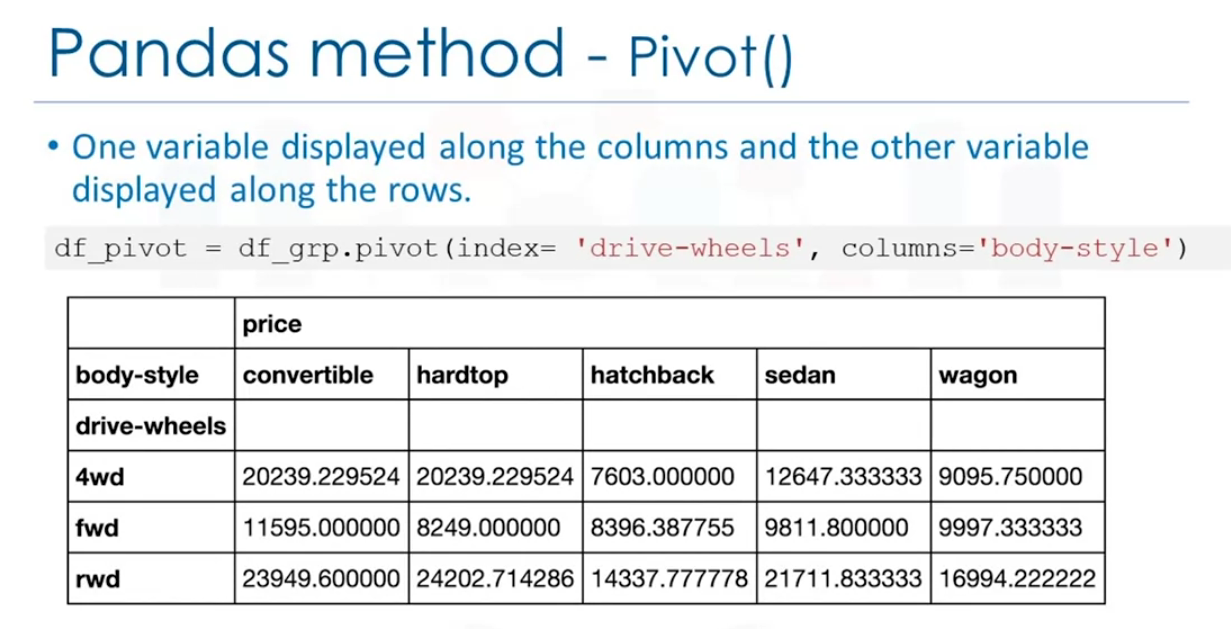 Pandas method - Pivot()
• One variable displayed along the columns and the other variable
displayed along the rows.
df_pivot = df_grp.pivot(index= 'drive-wheels', columns='body-style')
price
body-style convertible hardtop hatchback sedan wagon
drive-wheels
4wd 20239.229524 20239.229524 7603.000000 12647.333333 9095.750000
fwd 11595.000000 8249.000000 8396.387755 9811.800000 9997.333333
rwd 23949.600000 24202.714286 14337.777778 21711.833333 16994.222222